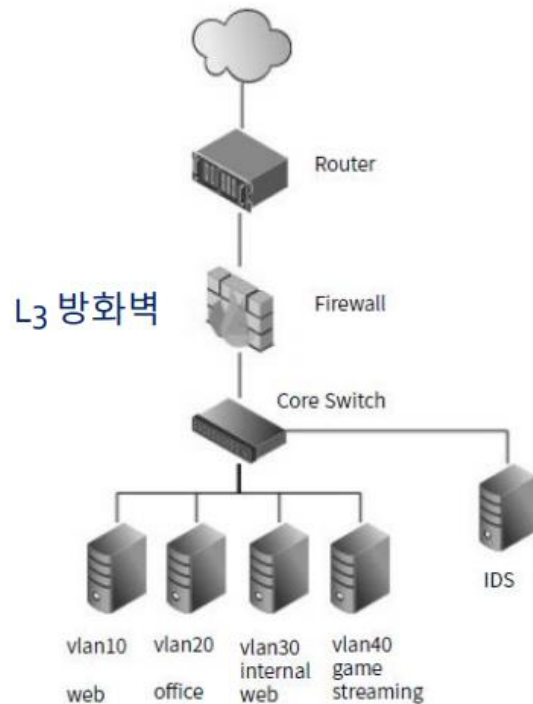 Router
L3 방화벽
Firewall
Core Switch
IDS
vlan10
web
vlan20
office
vlan30
internal
web
vlan40
game
streaming